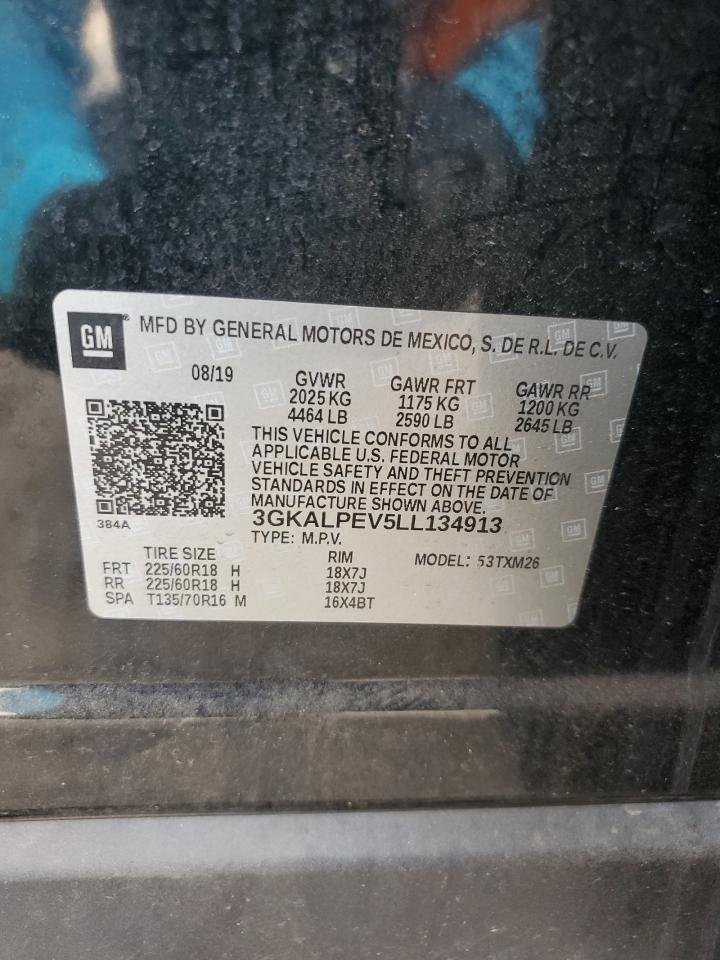 GM MFD BY GENERAL MOTORS DE MEXICO, S. DE R.L. DE C.V.
08/19
GVWR GAWR FRT GAWR RR
2025 KG 1175 KG 1200 KG
4464 LB 2590 LB 2645 LB
THIS VEHICLE CONFORMS TO ALL
APPLICABLE U.S. FEDERAL MOTOR
VEHICLE SAFETY AND THEFT PREVENTION
STANDARDS IN EFFECT ON THE DATE OF
MANUFACTURE SHOWN ABOVE.
384A
3GKALPEV5LL134913
TYPE: M.P.V. MODEL: 53TXM26
TIRE SIZE RIM
FRT 225/60R18 H 18X7J
RR 225/60R18 H 18X7J
SPA T135/70R16 M 16X4BT